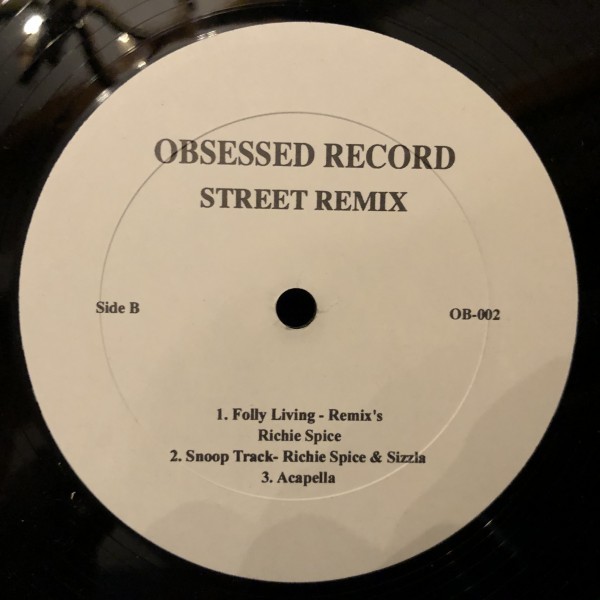 OBSESSED RECORD
STREET REMIX
Side B
OB-002
1. Folly Living - Remix's
Richie Spice
2. Snoop Track- Richie Spice & Sizzla
3. Acapella